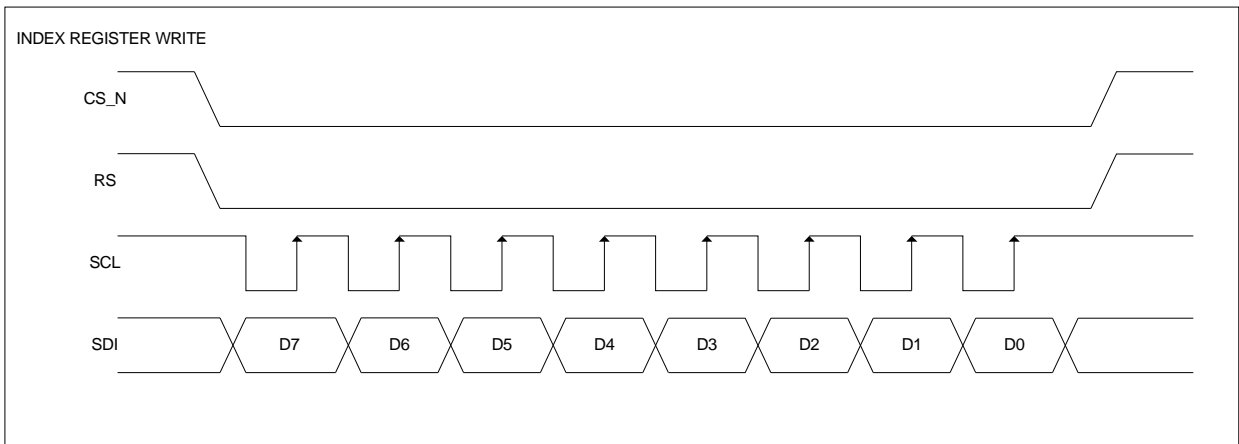 INDEX REGISTER WRITE
CS_N
RS
SCL
SDI D7 D6 D5 D4 D3 D2 D1 D0